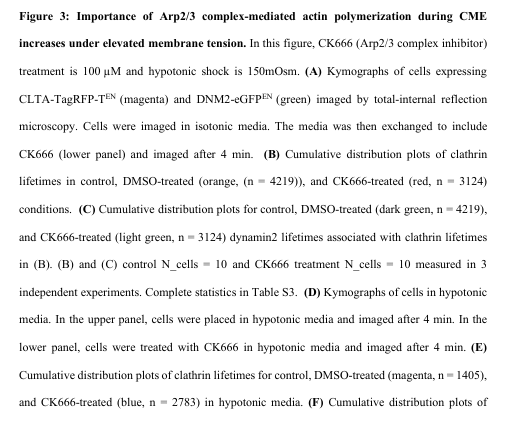 Figure 3: Importance of Arp2/3 complex-mediated actin polymerization during CME
increases under elevated membrane tension. In this figure, CK666 (Arp2/3 complex inhibitor)
treatment is 100 µM and hypotonic shock is 150mOsm. (A) Kymographs of cells expressing
CLTA-TagRFP-T^EN (magenta) and DNM2-eGFP^EN (green) imaged by total-internal reflection
microscopy. Cells were imaged in isotonic media. The media was then exchanged to include
CK666 (lower panel) and imaged after 4 min. (B) Cumulative distribution plots of clathrin
lifetimes in control, DMSO-treated (orange, (n = 4219)), and CK666-treated (red, n = 3124)
conditions. (C) Cumulative distribution plots for control, DMSO-treated (dark green, n = 4219),
and CK666-treated (light green, n = 3124) dynamin2 lifetimes associated with clathrin lifetimes
in (B). (B) and (C) control N_cells = 10 and CK666 treatment N_cells = 10 measured in 3
independent experiments. Complete statistics in Table S3. (D) Kymographs of cells in hypotonic
media. In the upper panel, cells were placed in hypotonic media and imaged after 4 min. In the
lower panel, cells were treated with CK666 in hypotonic media and imaged after 4 min. (E)
Cumulative distribution plots of clathrin lifetimes for control, DMSO-treated (magenta, n = 1405),
and CK666-treated (blue, n = 2783) in hypotonic media. (F) Cumulative distribution plots of